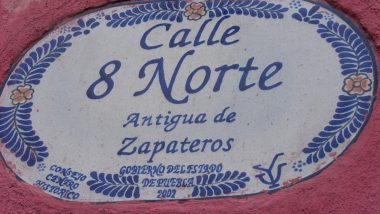 Calle
8 Norte
Antigua de
Zapateros
GOBIERNO DEL ESTADO
DE PUEBLA
2002
CONSEJO
CENTRO
HISTORICO